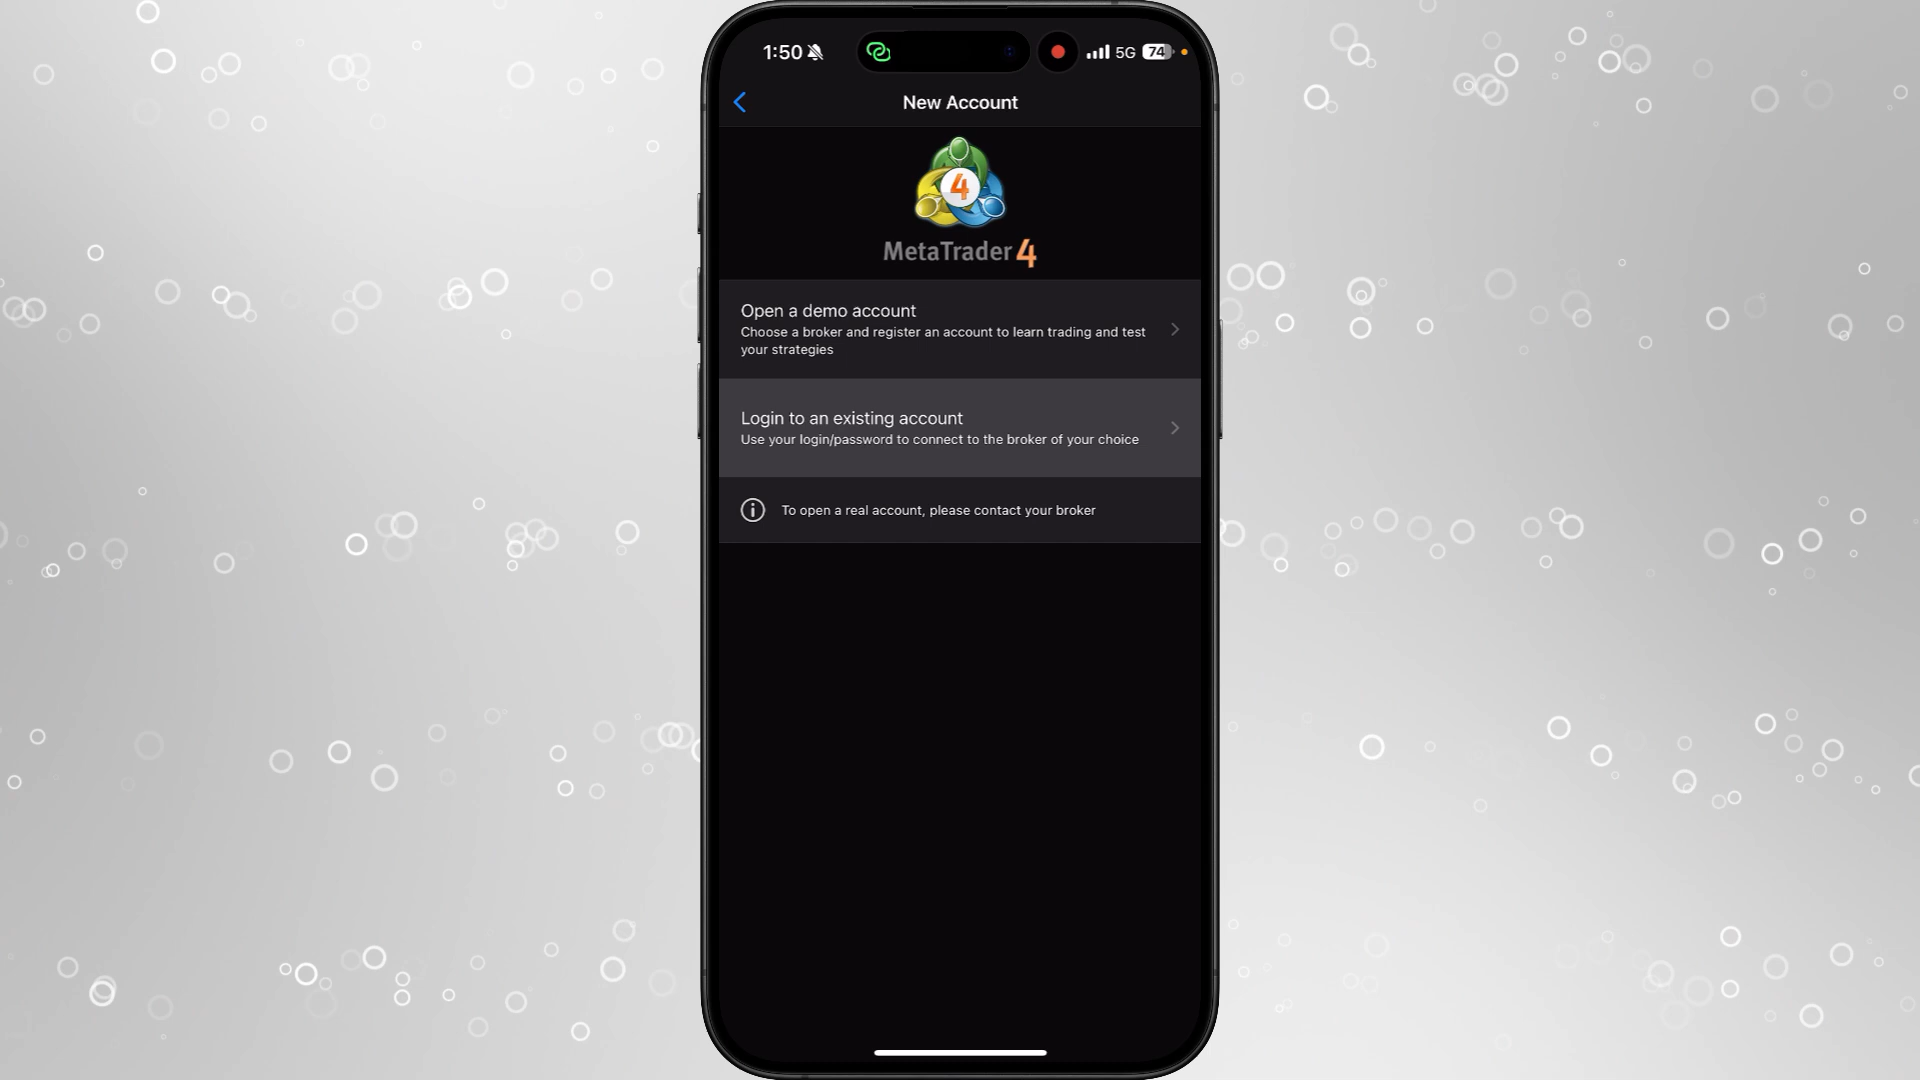 1:50
5G 74
New Account
4
MetaTrader 4
Open a demo account
Choose a broker and register an account to learn trading and test
your strategies
Login to an existing account
Use your login/password to connect to the broker of your choice
To open a real account, please contact your broker